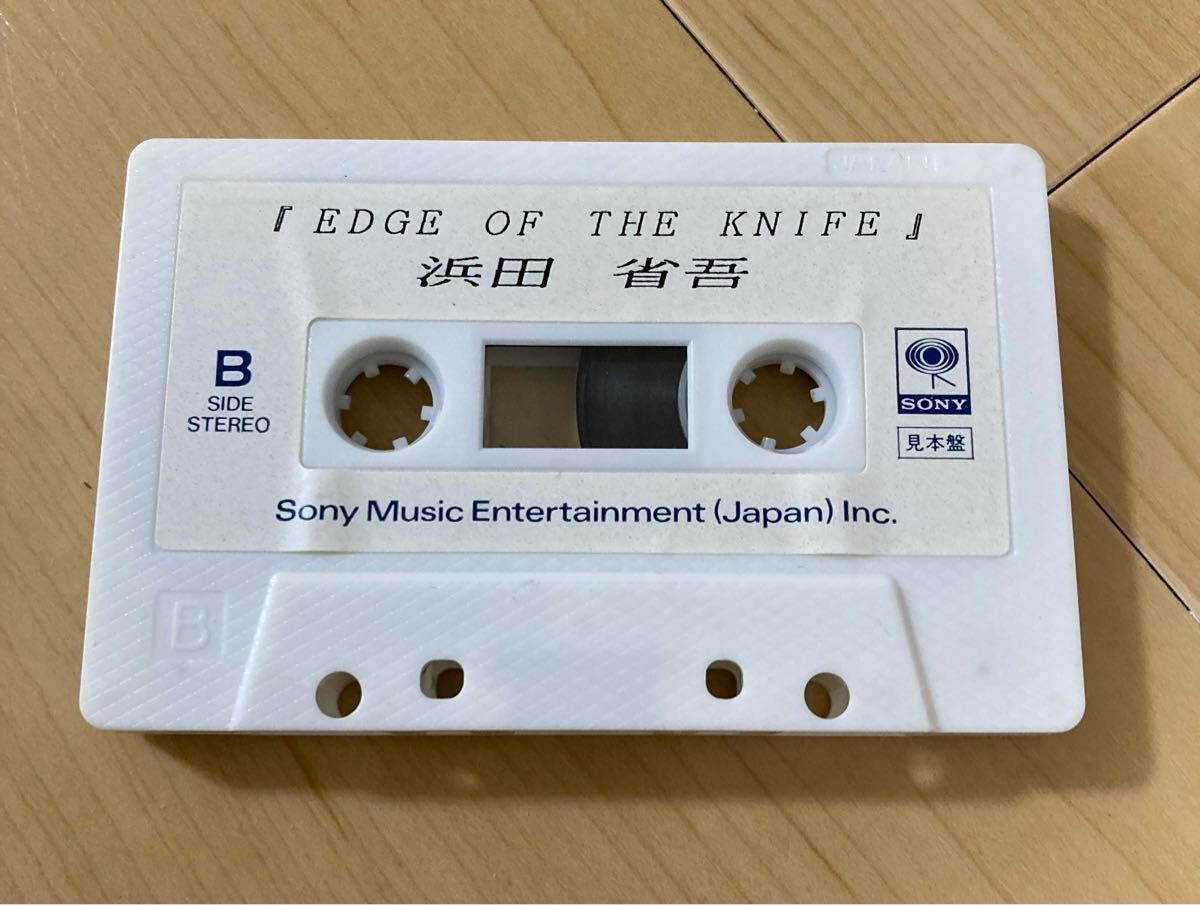 『EDGE OF THE KNIFE』
浜田 省吾
B
SIDE
STEREO
SONY
見本盤
Sony Music Entertainment (Japan) Inc.
B